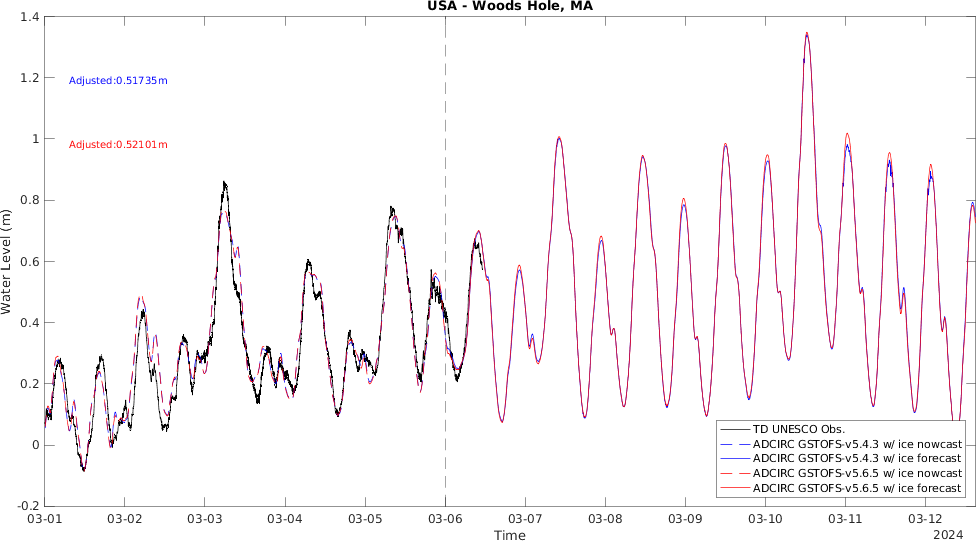 USA - Woods Hole, MA
1.4
1.2
1
0.8
0.6
0.4
0.2
0
-0.2
Water Level (m)
Adjusted:0.51735m
Adjusted:0.52101m
TD UNESCO Obs.
ADCIRC GSTOFS-v5.4.3 w/ ice nowcast
ADCIRC GSTOFS-v5.4.3 w/ ice forecast
ADCIRC GSTOFS-v5.6.5 w/ ice nowcast
ADCIRC GSTOFS-v5.6.5 w/ ice forecast
03-01 03-02 03-03 03-04 03-05 03-06 03-07 03-08 03-09 03-10 03-11 03-12
Time
2024